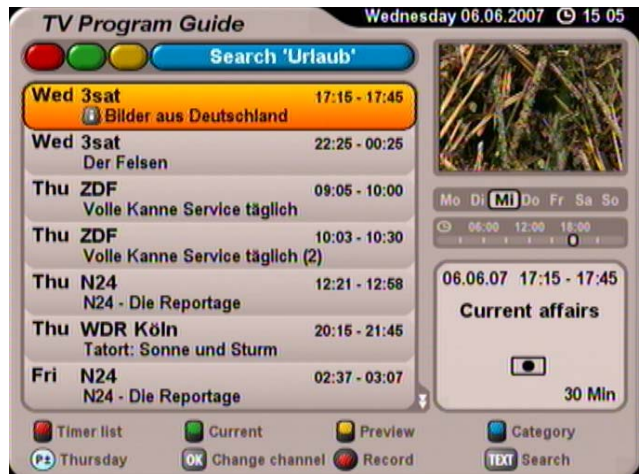 TV Program Guide
Wednesday 06.06.2007 15 05
Search 'Urlaub'
Wed 3sat 17:15 - 17:45
Bilder aus Deutschland
Wed 3sat 22:25 - 00:25
Der Felsen
Thu ZDF 09:05 - 10:00
Volle Kanne Service täglich
Thu ZDF 10:03 - 10:30
Volle Kanne Service täglich (2)
Thu N24 12:21 - 12:58
N24 - Die Reportage
Thu WDR Köln 20:15 - 21:45
Tatort: Sonne und Sturm
Fri N24 02:37 - 03:07
N24 - Die Reportage
Mo Di Mi Do Fr Sa So
06:00 12:00 18:00
06.06.07 17:15 - 17:45
Current affairs
30 Min
Timer list Current Preview Category
P± Thursday OK Change channel Record TEXT Search